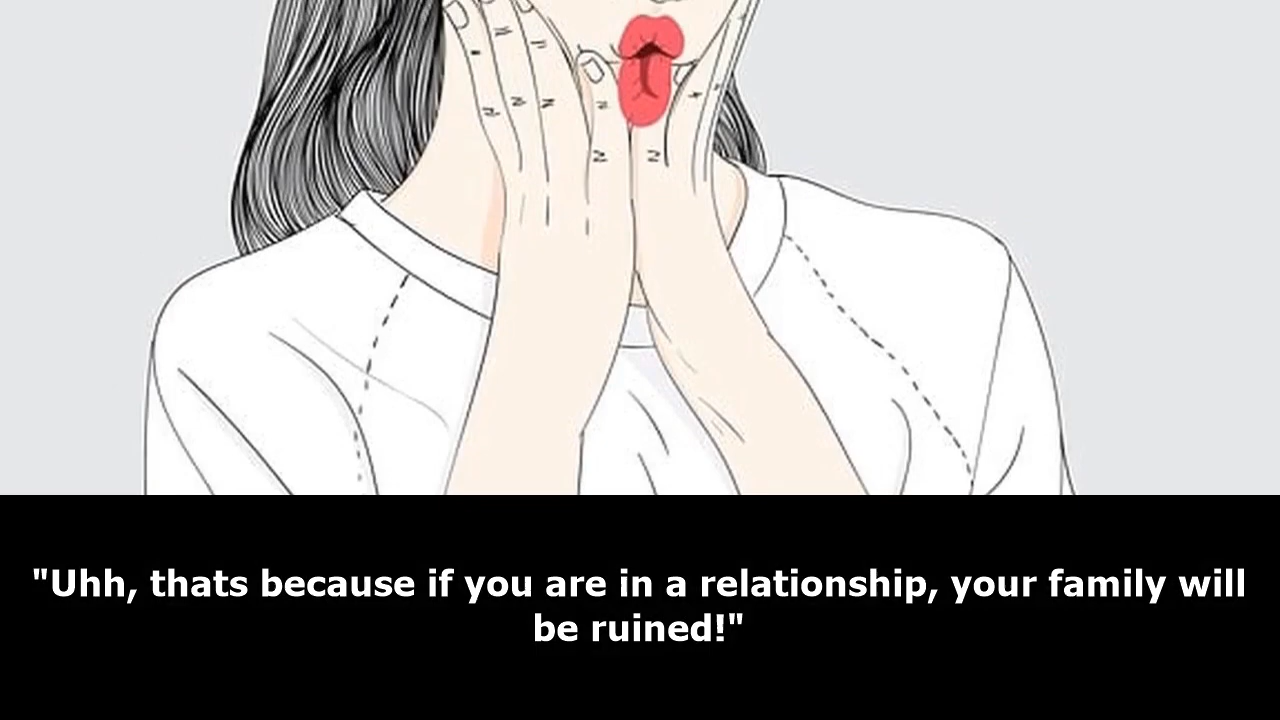 "Uhh, thats because if you are in a relationship, your family will
be ruined!"